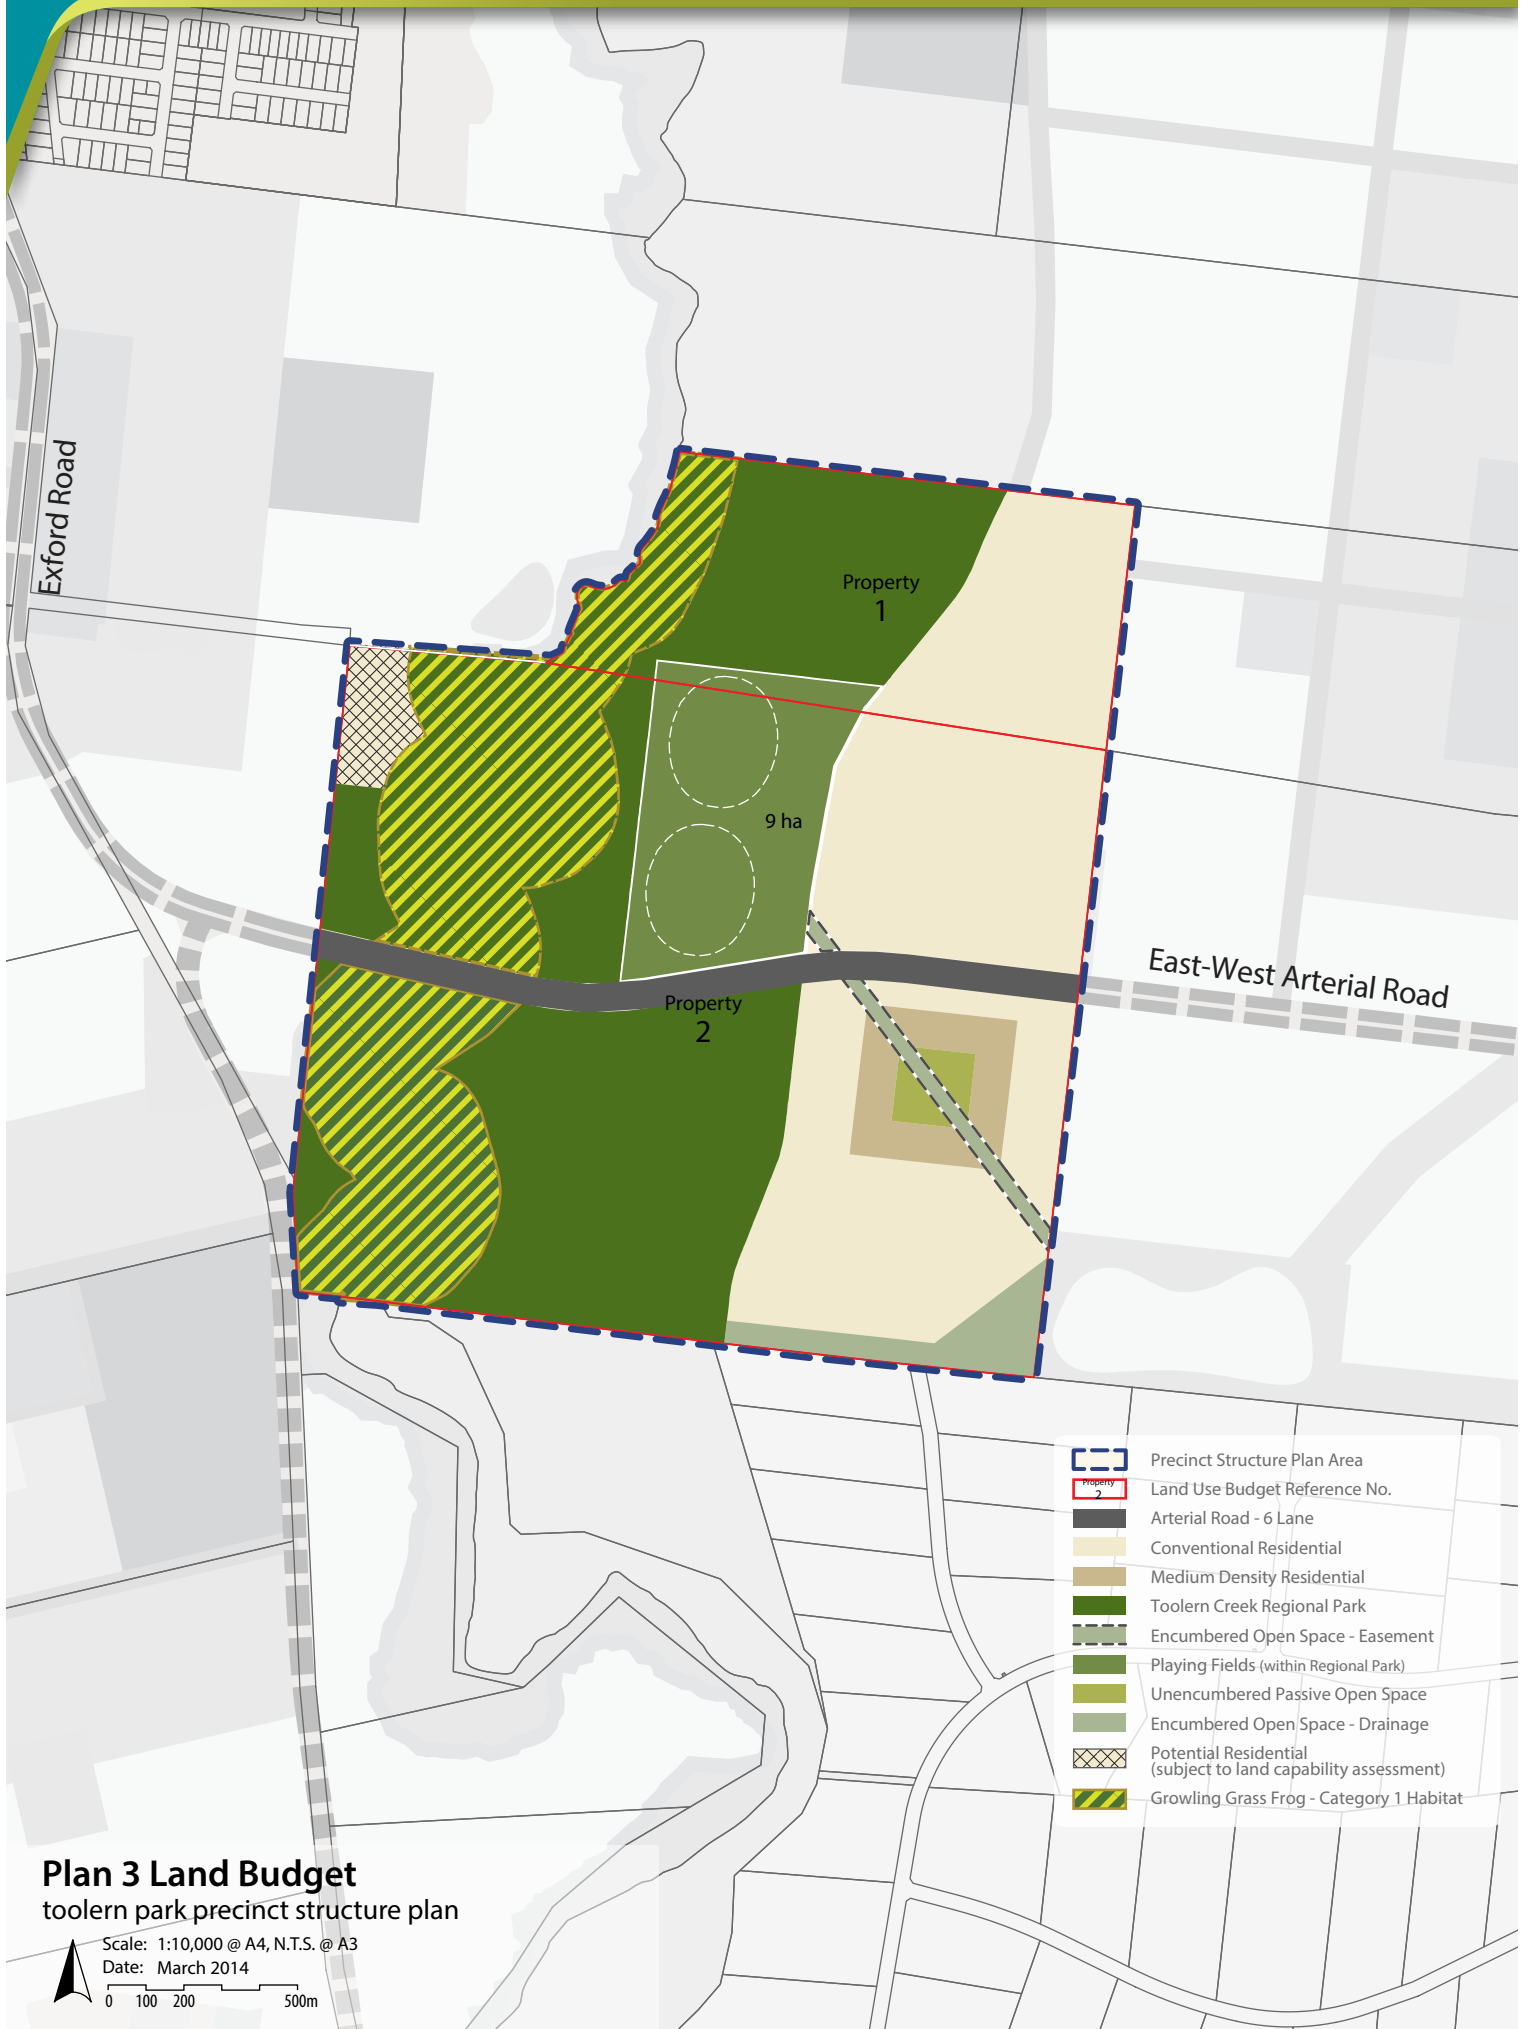 Exford Road
Property
1
9 ha
East-West Arterial Road
Property
2
Precinct Structure Plan Area
Property
2
Land Use Budget Reference No.
Arterial Road - 6 Lane
Conventional Residential
Medium Density Residential
Toolern Creek Regional Park
Encumbered Open Space - Easement
Playing Fields (within Regional Park)
Unencumbered Passive Open Space
Encumbered Open Space - Drainage
Potential Residential
(subject to land capability assessment)
Growling Grass Frog - Category 1 Habitat
Plan 3 Land Budget
toolern park precinct structure plan
Scale: 1:10,000 @ A4, N.T.S. @ A3
Date: March 2014
0 100 200 500m